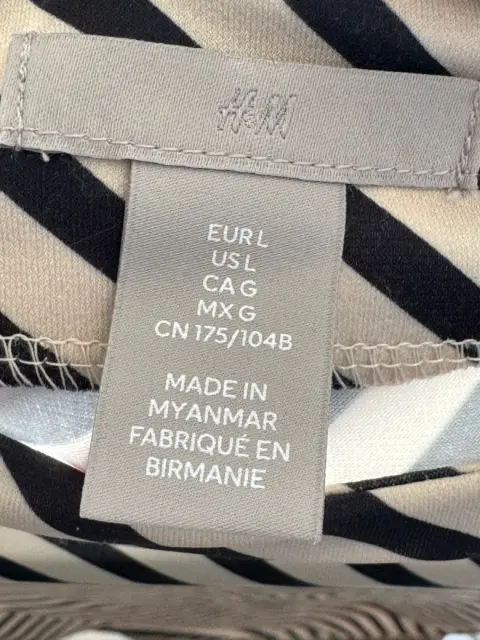 H&M
EUR L
US L
CA G
MX G
CN 175/104B
MADE IN
MYANMAR
FABRIQUÉ EN
BIRMANIE